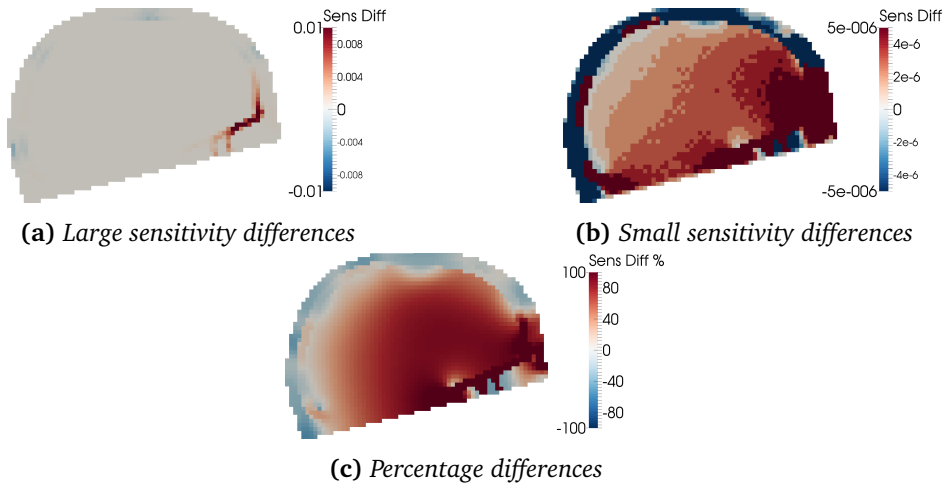 Sens Diff
0.01
0.008
0.004
0
-0.004
-0.008
-0.01
(a) Large sensitivity differences
Sens Diff
5e-006
4e-6
2e-6
0
-2e-6
-4e-6
-5e-006
(b) Small sensitivity differences
Sens Diff %
100
80
40
0
-40
-80
-100
(c) Percentage differences